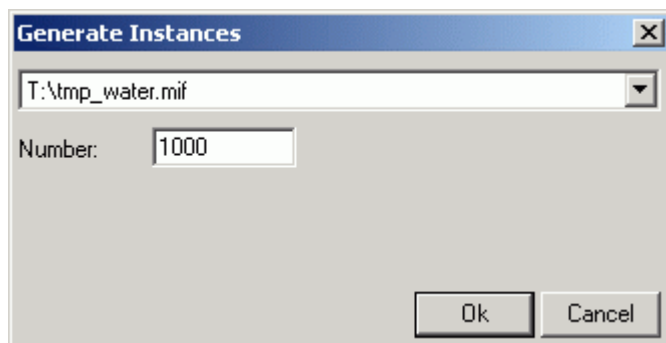 Generate Instances
T:\tmp_water.mif
Number: 1000
Ok Cancel